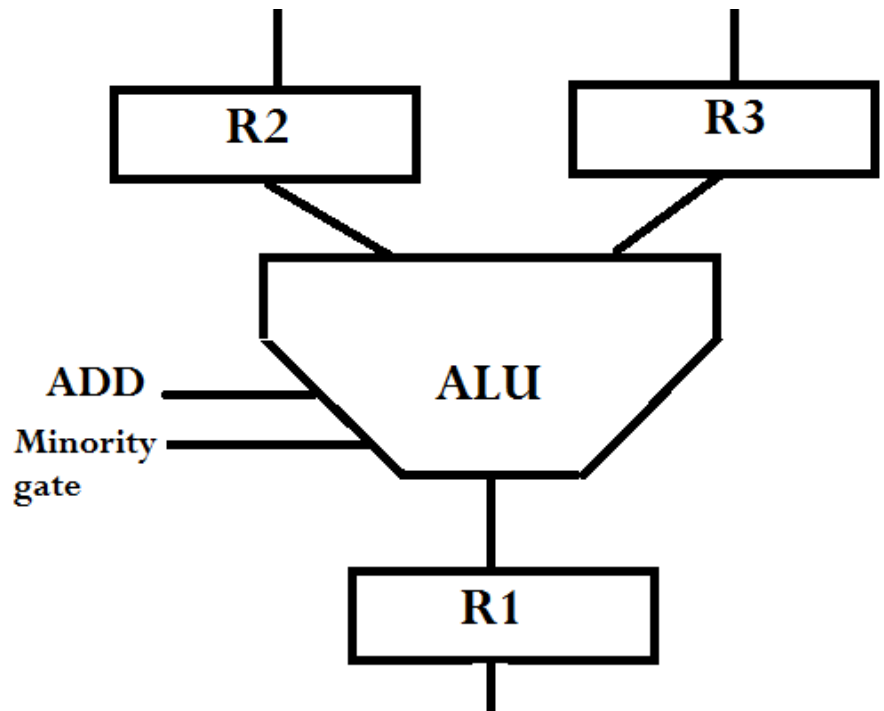 R2
R3
ALU
ADD
Minority
gate
R1